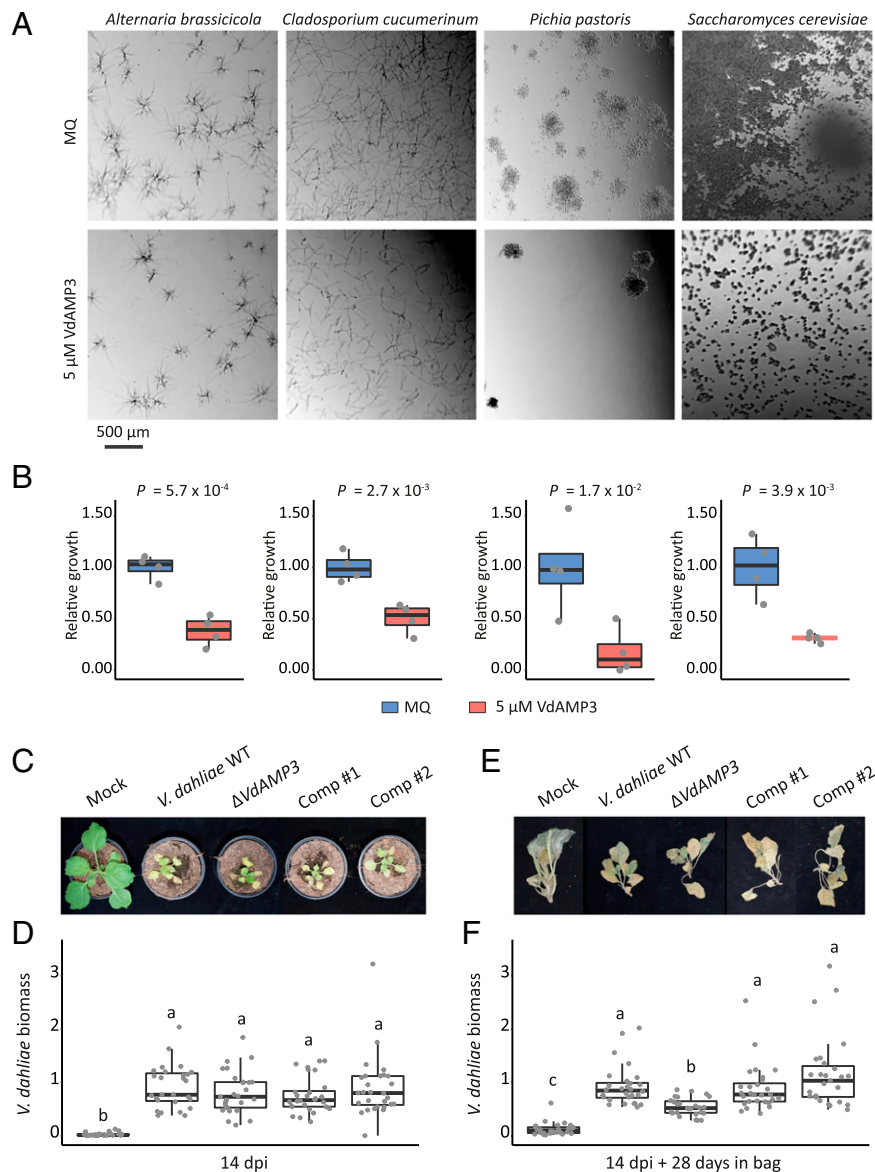 A
Alternaria brassicicola
Cladosporium cucumerinum
Pichia pastoris
Saccharomyces cerevisiae
MQ
5 µM VdAMP3
500 µm
B
P = 5.7 x 10-4
P = 2.7 x 10-3
P = 1.7 x 10-2
P = 3.9 x 10-3
Relative growth
1.50
1.00
0.50
0.00
Relative growth
1.50
1.00
0.50
0.00
Relative growth
1.50
1.00
0.50
0.00
Relative growth
1.50
1.00
0.50
0.00
MQ
5 µM VdAMP3
C
Mock
V. dahliae WT
ΔVdAMP3
Comp #1
Comp #2
D
V. dahliae biomass
3
2
1
0
b
a
a
a
a
14 dpi
E
Mock
V. dahliae WT
ΔVdAMP3
Comp #1
Comp #2
F
V. dahliae biomass
3
2
1
0
c
a
b
a
a
14 dpi + 28 days in bag